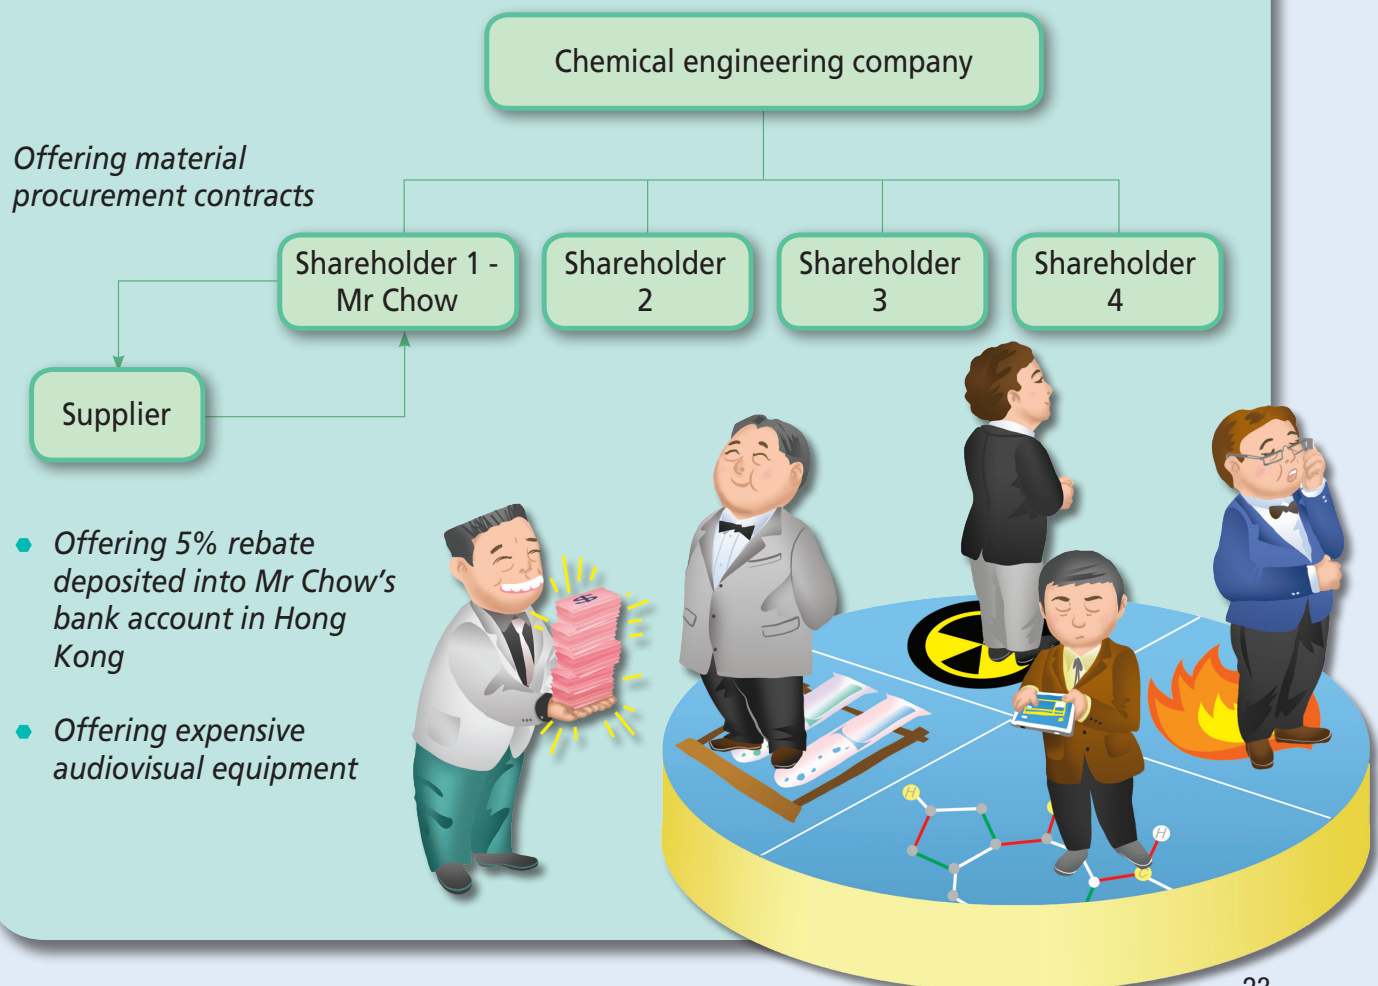 Chemical engineering company
Offering material
procurement contracts
Shareholder 1 -
Mr Chow
Shareholder
2
Shareholder
3
Shareholder
4
Supplier
Offering 5% rebate
deposited into Mr Chow’s
bank account in Hong
Kong
Offering expensive
audiovisual equipment
$
H
H